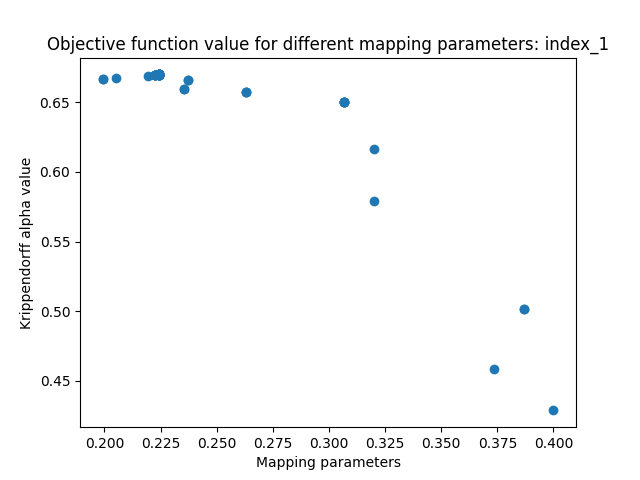 Objective function value for different mapping parameters: index_1
Krippendorff alpha value
0.65
0.60
0.55
0.50
0.45
0.200 0.225 0.250 0.275 0.300 0.325 0.350 0.375 0.400
Mapping parameters